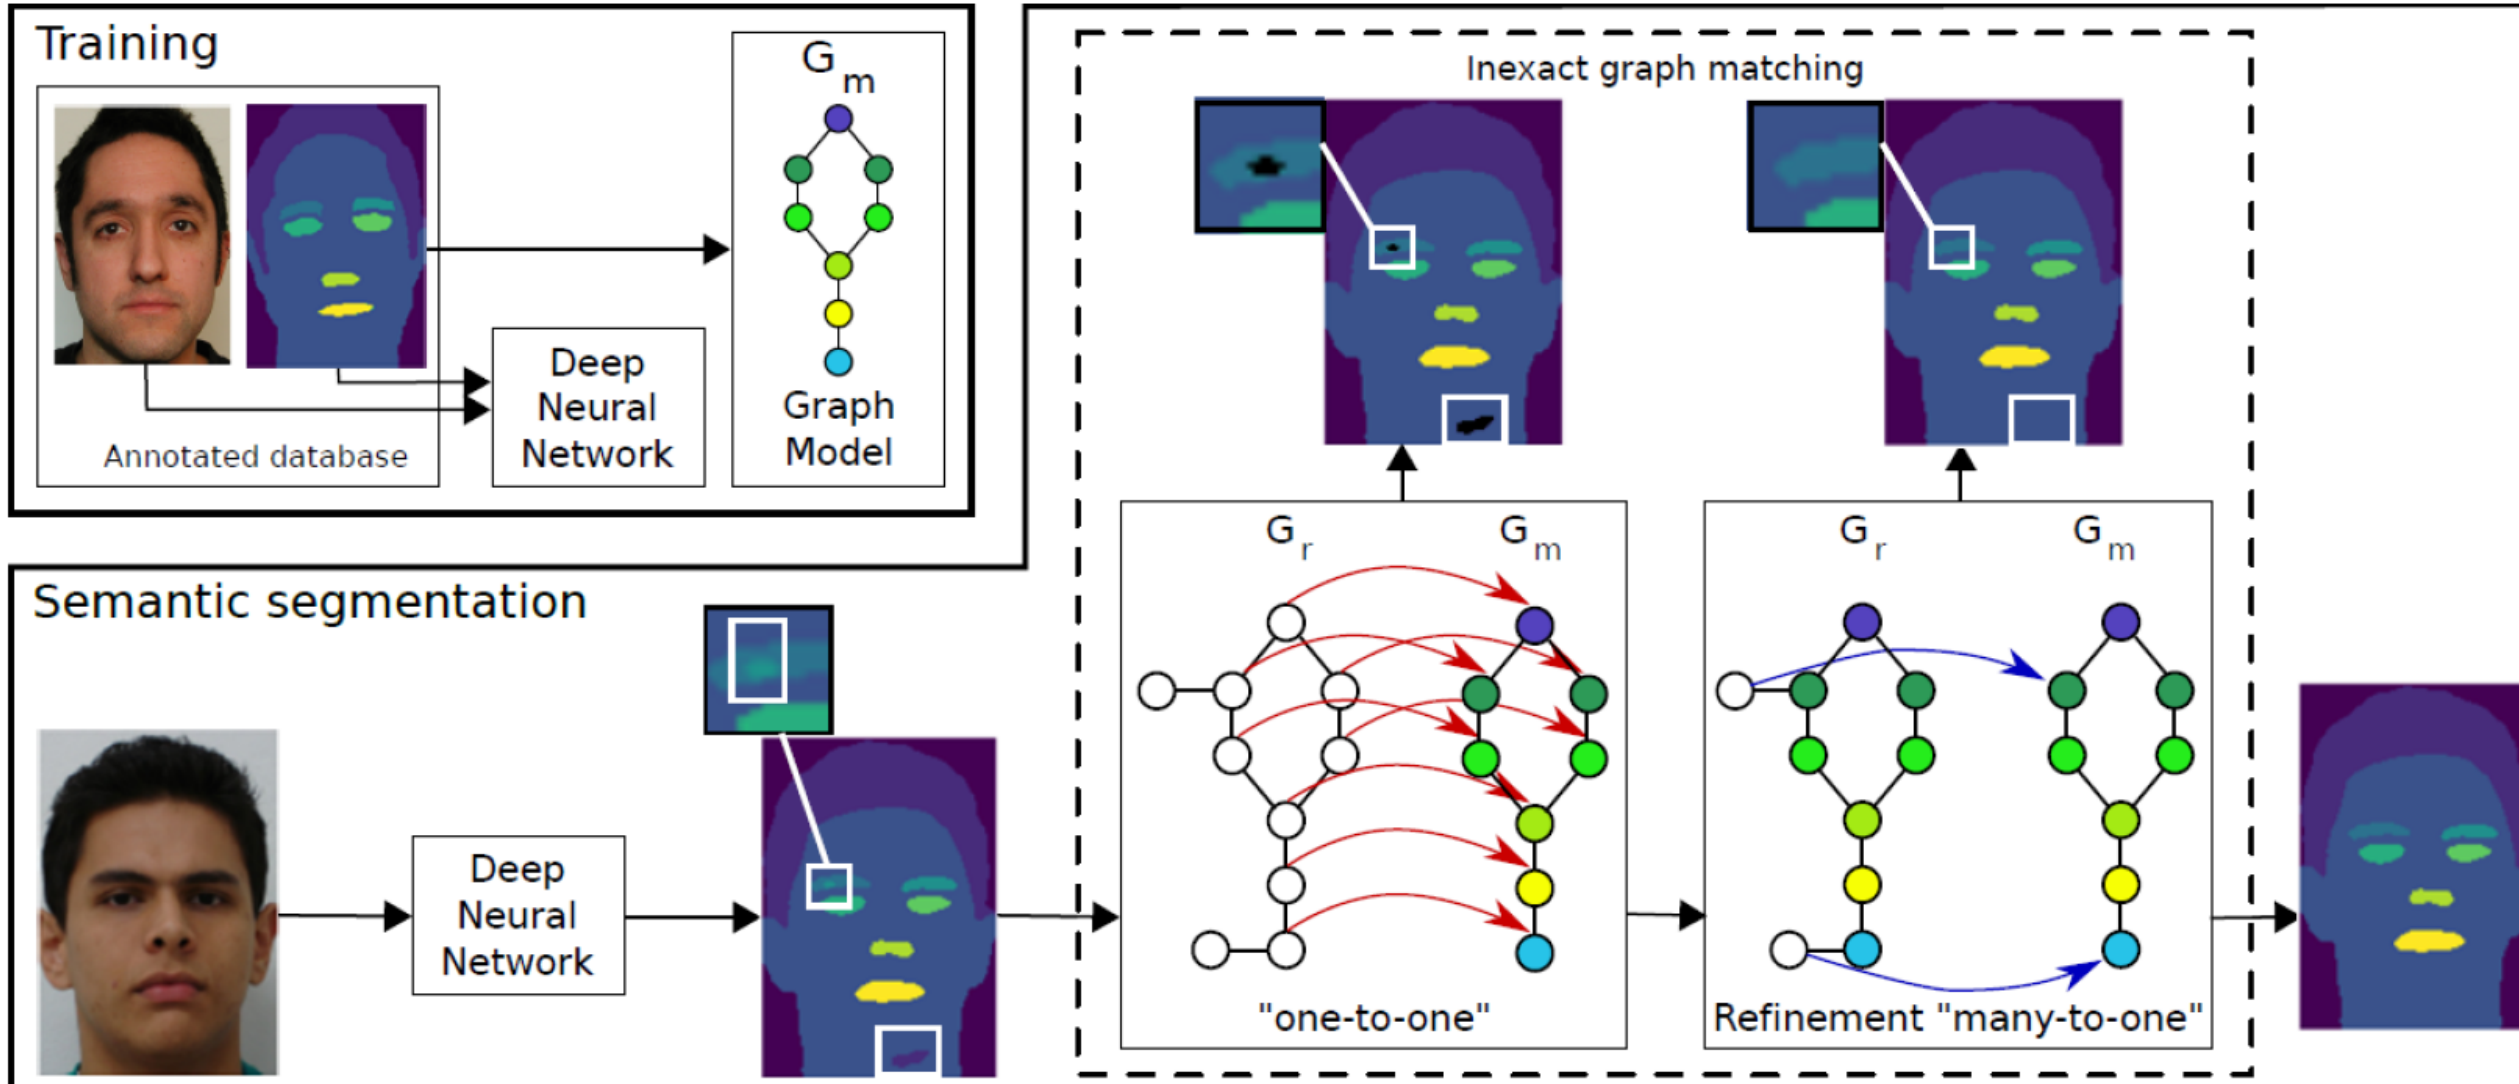 Training
G m
Graph
Model
Deep
Neural
Network
Annotated database
Inexact graph matching
Semantic segmentation
Deep
Neural
Network
G r
G m
"one-to-one"
G r
G m
Refinement "many-to-one"